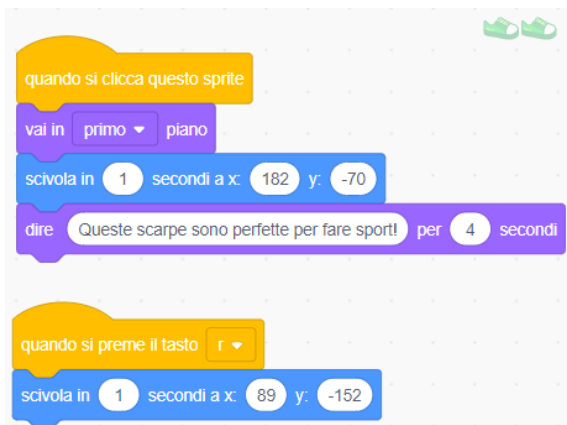 quando si clicca questo sprite
vai in primo piano
scivola in 1 secondi a x: 182 y: -70
dire Queste scarpe sono perfette per fare sport! per 4 secondi
quando si preme il tasto r
scivola in 1 secondi a x: 89 y: -152